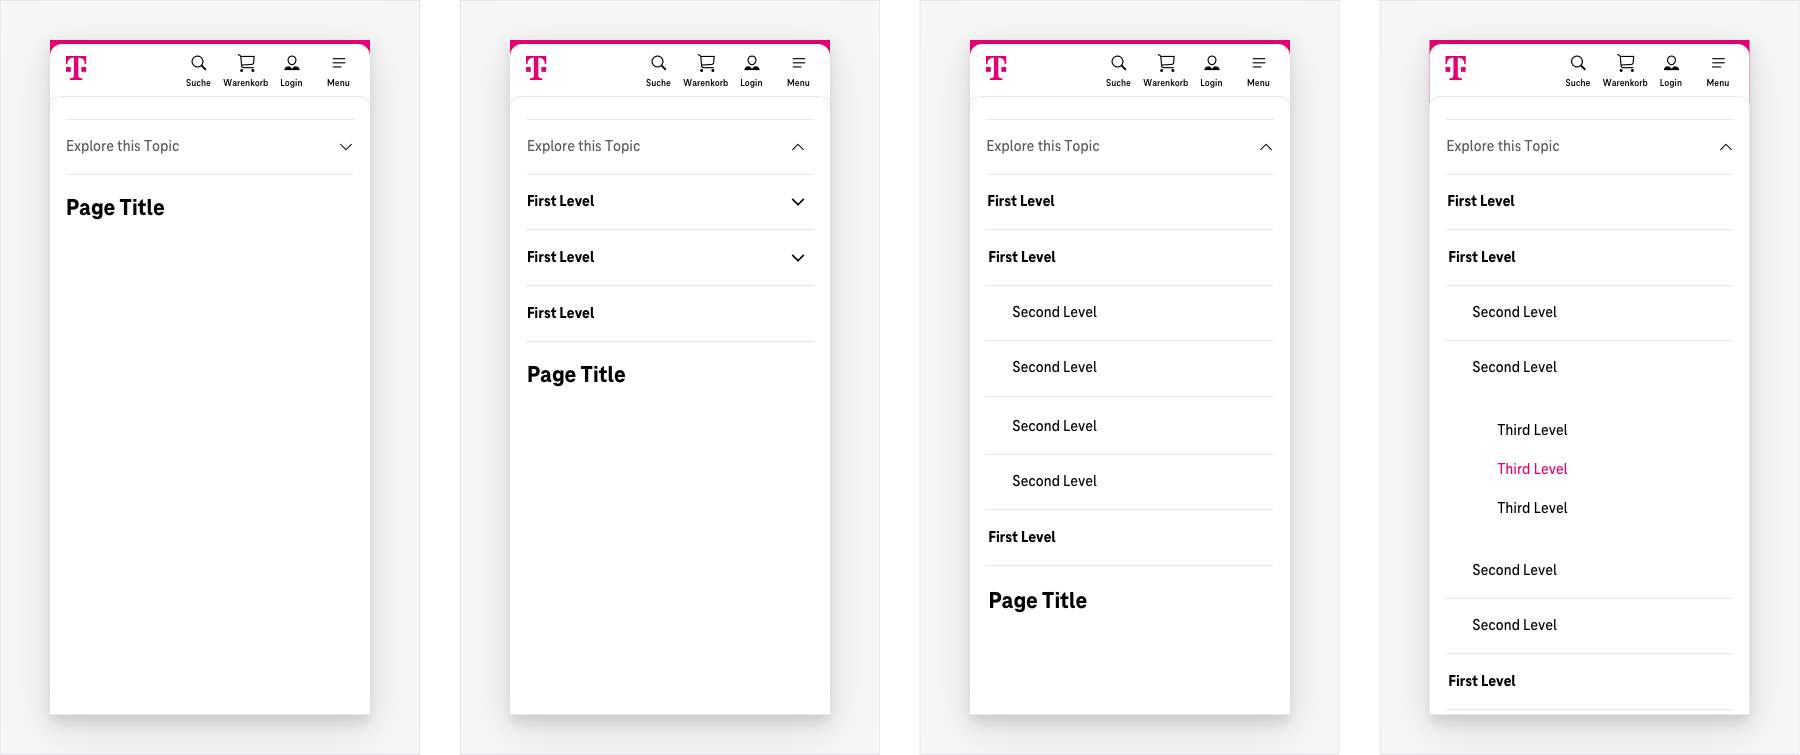 Suche Warenkorb Login Menu
Explore this Topic
Page Title
Suche Warenkorb Login Menu
Explore this Topic
First Level
First Level
First Level
Page Title
Suche Warenkorb Login Menu
Explore this Topic
First Level
First Level
Second Level
Second Level
Second Level
Second Level
First Level
Page Title
Suche Warenkorb Login Menu
Explore this Topic
First Level
First Level
Second Level
Second Level
Third Level
Third Level
Third Level
Second Level
Second Level
First Level